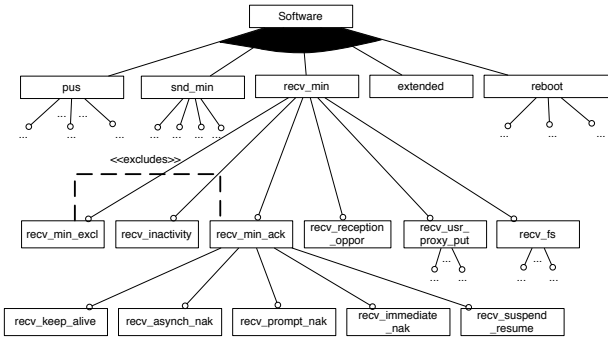 Software
pus
snd_min
recv_min
extended
reboot
... ...
...
... ... ...
... ... ... ...
... ... ...
<<excludes>>
recv_min_excl
recv_inactivity
recv_min_ack
recv_reception
_oppor
recv_usr_
proxy_put
recv_fs
...
...
... ...
... ...
recv_keep_alive
recv_asynch_nak
recv_prompt_nak
recv_immediate
_nak
recv_suspend
_resume